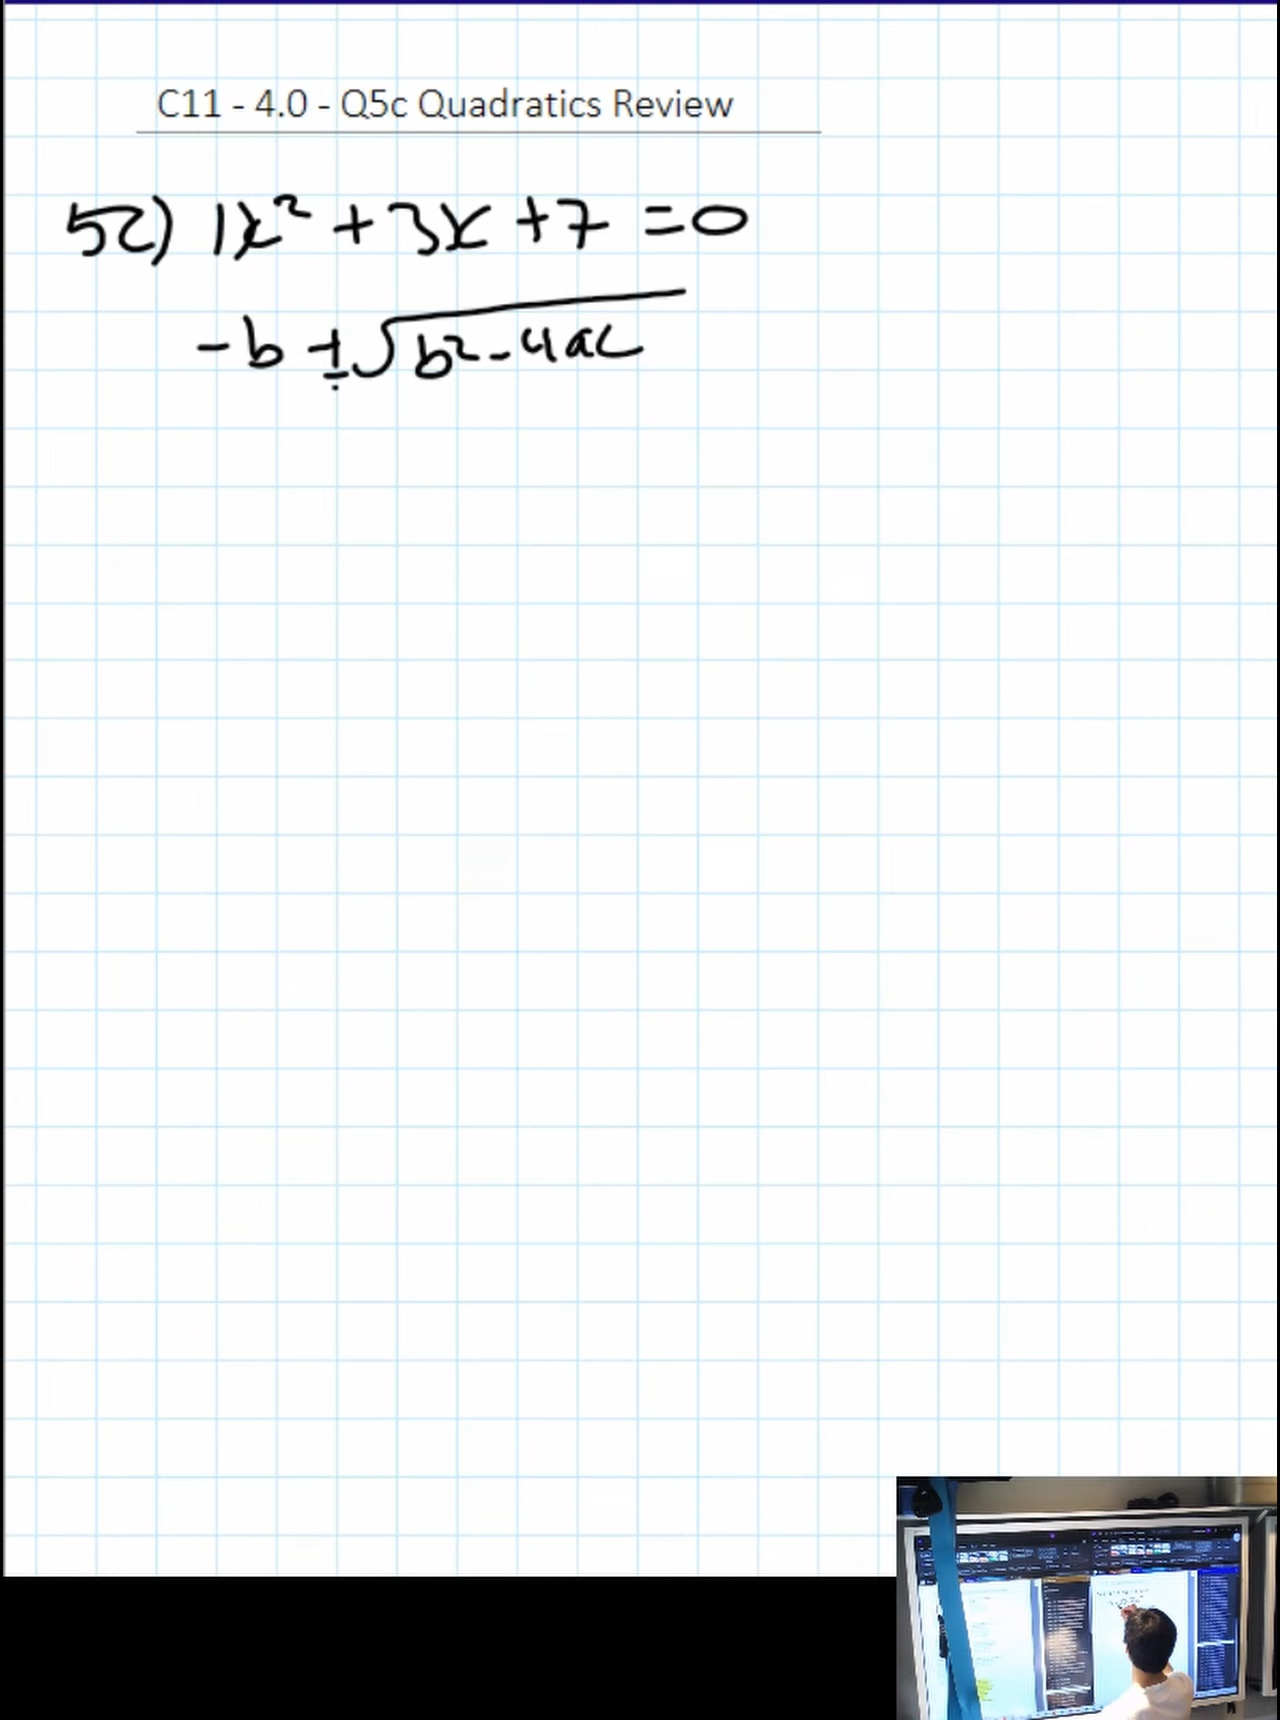 C11 - 4.0 - Q5c Quadratics Review
5c) 1x² + 3x + 7 = 0
-b ± √b² - 4ac